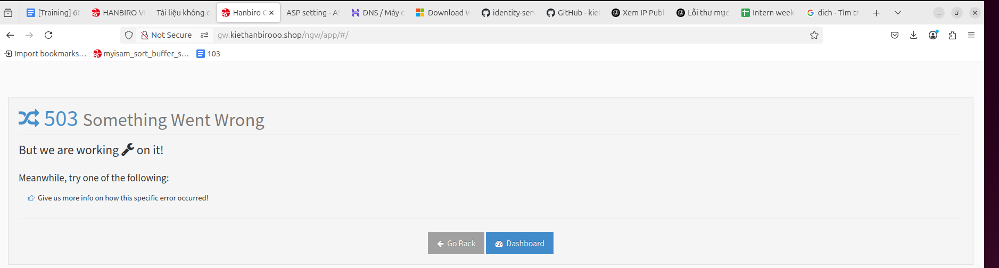 [Training] 6t
HANBIRO VI
Tài liệu không c
Hanbiro G
ASP setting - AS
DNS / Máy c
Download W
identity-serv
GitHub - kiet
Xem IP Publ
Lỗi thư mục
Intern week
dich - Tìm tr
Not Secure
gw.kiethanbirooo.shop/ngw/app/#/
Import bookmarks...
myisam_sort_buffer_s...
103
503 Something Went Wrong
But we are working on it!
Meanwhile, try one of the following:
Give us more info on how this specific error occurred!
Go Back
Dashboard